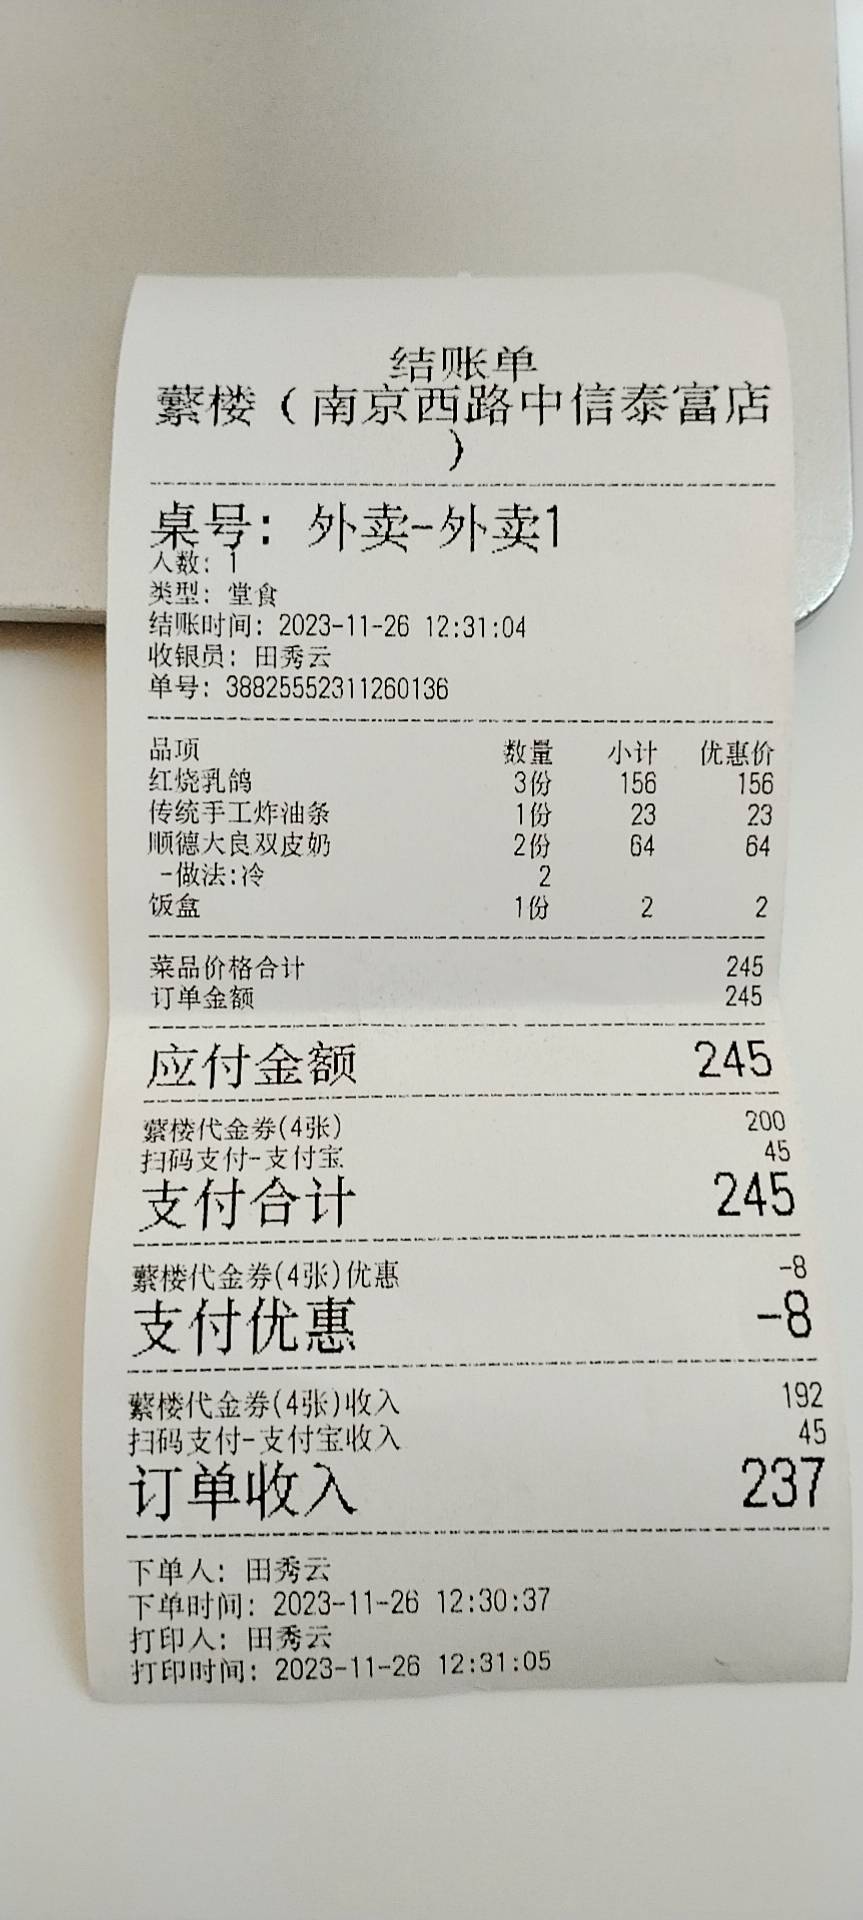 结账单
蘩楼（南京西路中信泰富店
）
桌号：外卖-外卖1
人数：1
类型：堂食
结账时间：2023-11-26 12:31:04
收银员：田秀云
单号：388255552311260136
品项 数量 小计 优惠价
红烧乳鸽 3份 156 156
传统手工炸油条 1份 23 23
顺德大良双皮奶 2份 64 64
-做法:冷 2
饭盒 1份 2 2
菜品价格合计 245
订单金额 245
应付金额 245
蘩楼代金券(4张) 200
扫码支付-支付宝 45
支付合计 245
蘩楼代金券(4张)优惠 -8
支付优惠 -8
蘩楼代金券(4张)收入 192
扫码支付-支付宝收入 45
订单收入 237
下单人：田秀云
下单时间：2023-11-26 12:30:37
打印人：田秀云
打印时间：2023-11-26 12:31:05